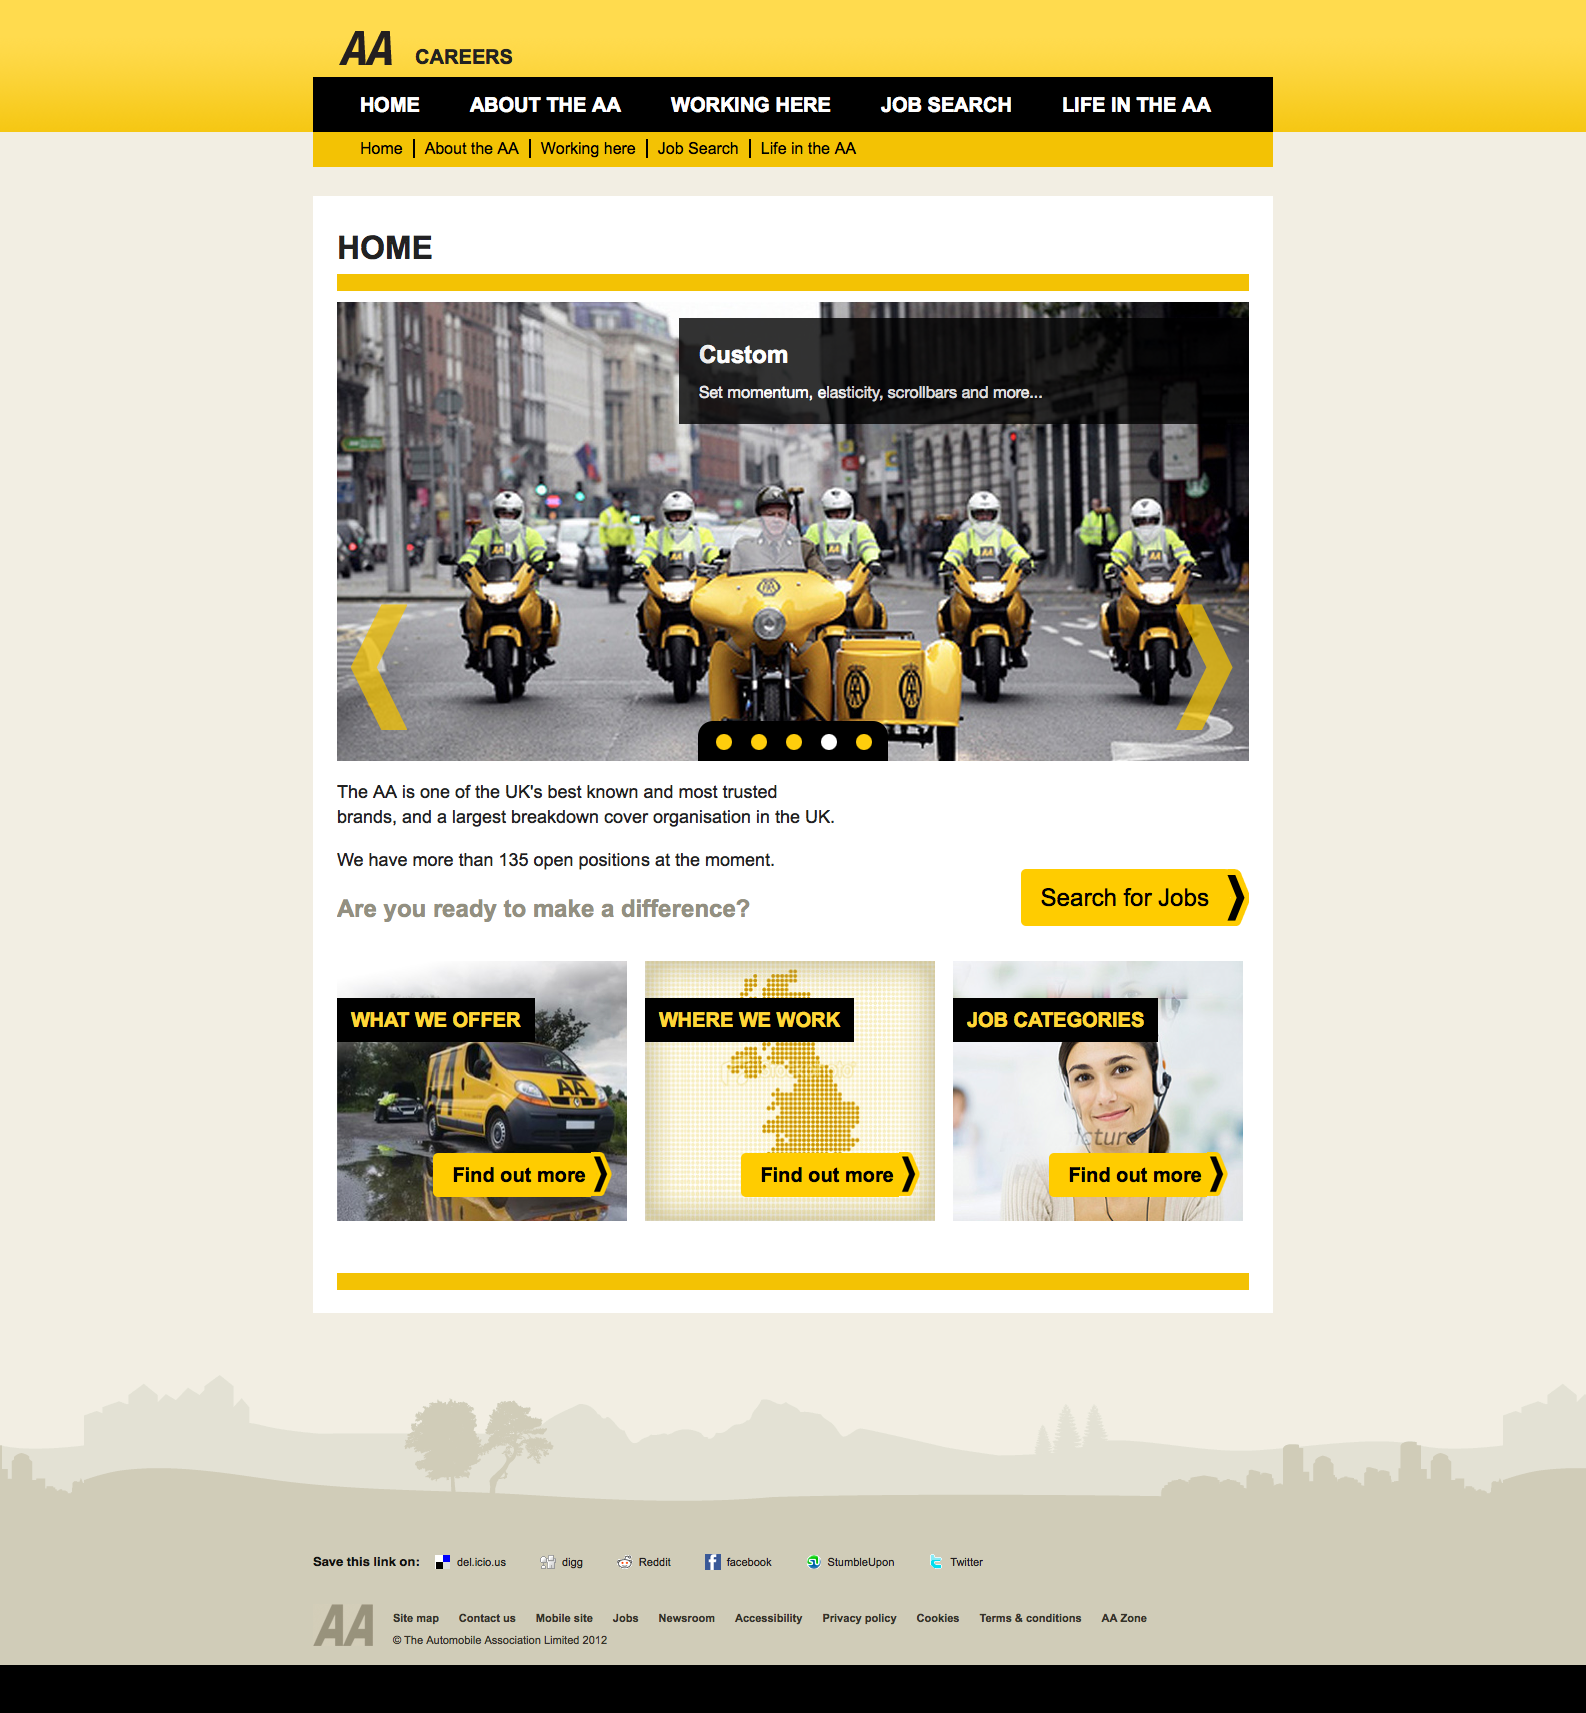 AA CAREERS
HOME ABOUT THE AA WORKING HERE JOB SEARCH LIFE IN THE AA
Home About the AA Working here Job Search Life in the AA
HOME
Custom
Set momentum, elasticity, scrollbars and more...
The AA is one of the UK's best known and most trusted
brands, and a largest breakdown cover organisation in the UK.
We have more than 135 open positions at the moment.
Are you ready to make a difference?
Search for Jobs
WHAT WE OFFER
WHERE WE WORK
JOB CATEGORIES
AA
Find out more
Find out more
Find out more
Save this link on: del.icio.us digg Reddit facebook StumbleUpon Twitter
AA
Site map Contact us Mobile site Jobs Newsroom Accessibility Privacy policy Cookies Terms & conditions AA Zone
© The Automobile Association Limited 2012